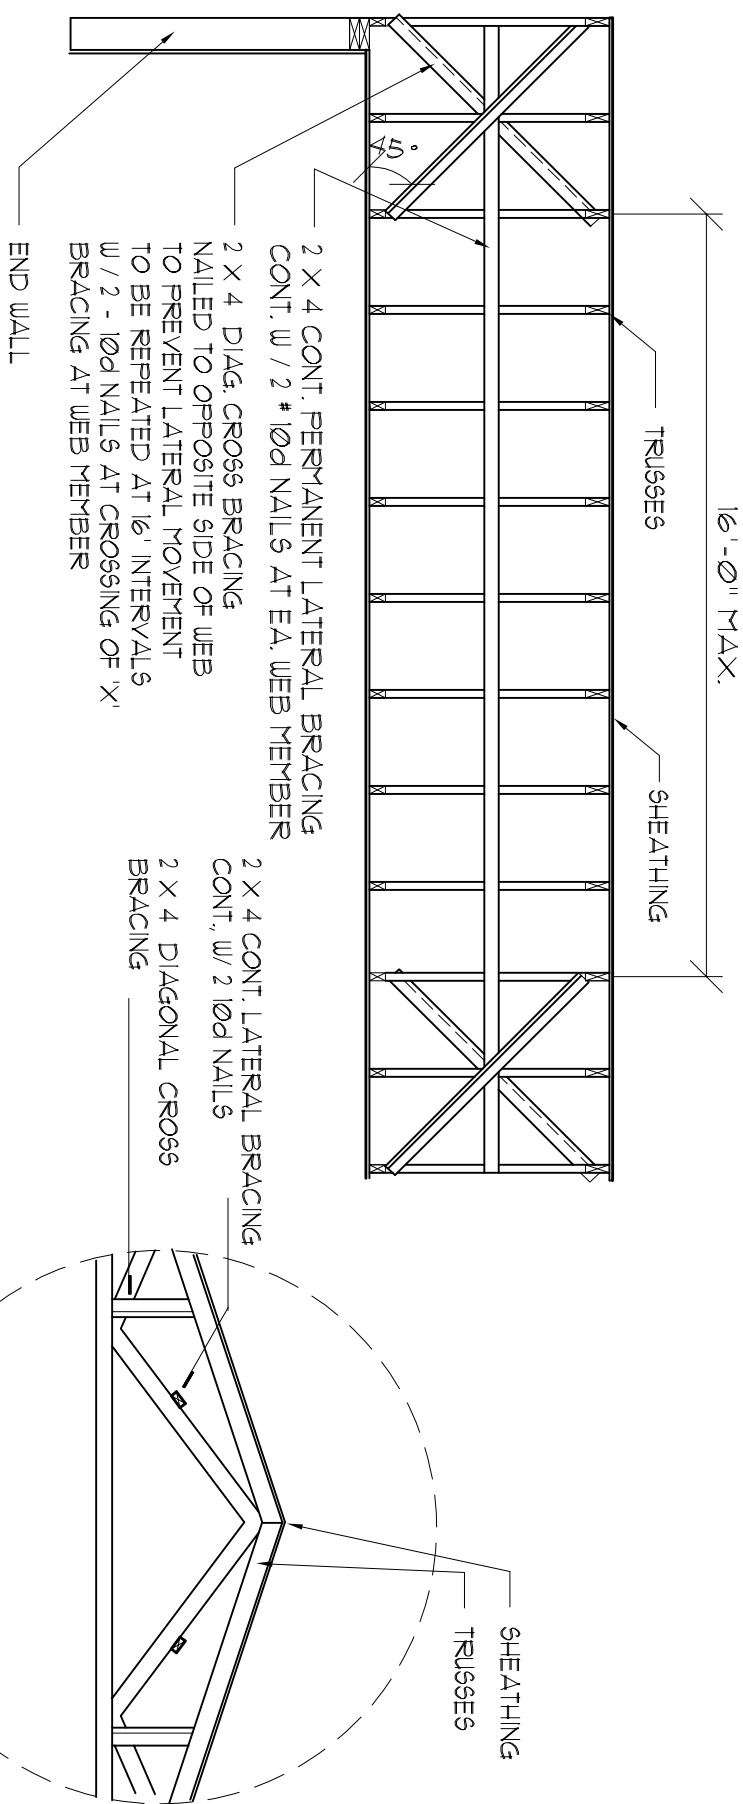 16'-0" MAX.
TRUSSES
SHEATHING
45°
2 X 4 CONT. PERMANENT LATERAL BRACING
CONT. W / 2 # 10d NAILS AT EA. WEB MEMBER
2 X 4 DIAG. CROSS BRACING
NAILED TO OPPOSITE SIDE OF WEB
TO PREVENT LATERAL MOVEMENT
TO BE REPEATED AT 16' INTERVALS
W / 2 - 10d NAILS AT CROSSING OF 'X'
BRACING AT WEB MEMBER
END WALL
2 X 4 CONT. LATERAL BRACING
CONT., W/ 2 10d NAILS
2 X 4 DIAGONAL CROSS
BRACING
SHEATHING
TRUSSES